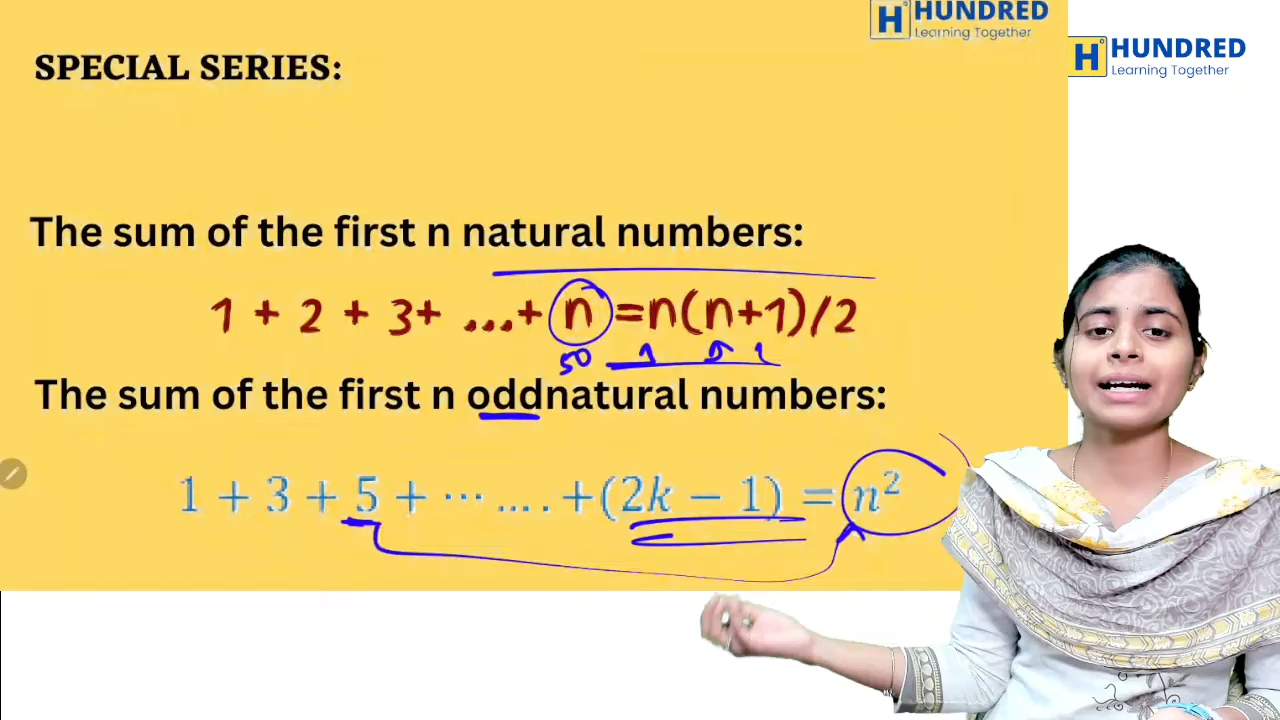 HUNDRED
Learning Together
HUNDRED
Learning Together
SPECIAL SERIES:
The sum of the first n natural numbers:
1 + 2 + 3+ ...+ n =n(n+1)/2
50
The sum of the first n oddnatural numbers:
1 + 3 + 5 + ⋯ … . +(2k − 1) = n²